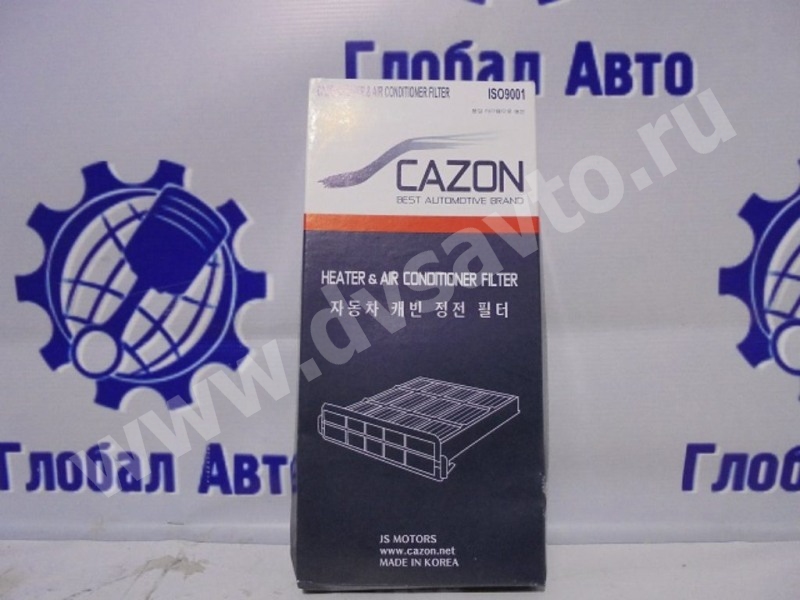 Глобал Авто
& AIR CONDITIONER FILTER
ISO9001
CAZON
BEST AUTOMOTIVE BRAND
HEATER & AIR CONDITIONER FILTER
자동차 캐빈 정전 필터
www.dvsavto.ru
Глобал Авто
Глобал Авто
JS MOTORS
www.cazon.net
MADE IN KOREA